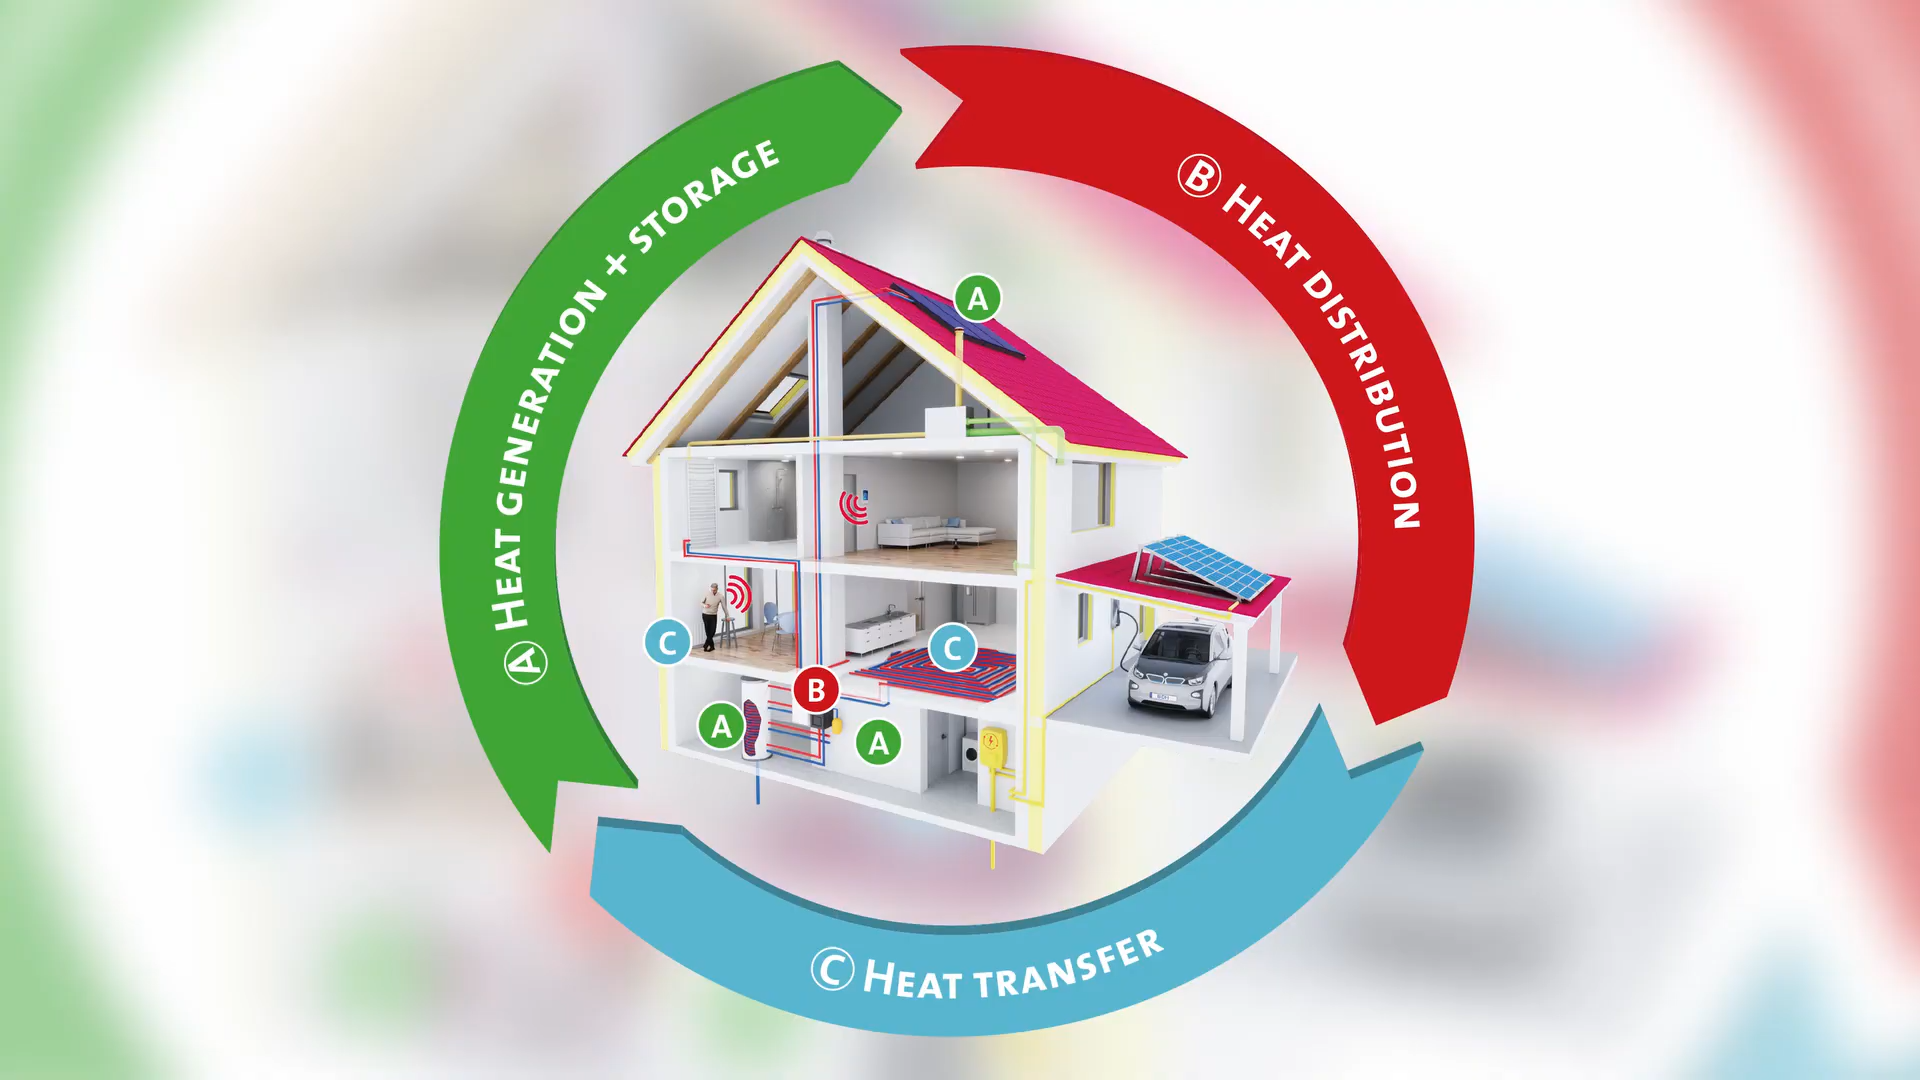 Ⓐ HEAT GENERATION + STORAGE
Ⓑ HEAT DISTRIBUTION
Ⓒ HEAT TRANSFER
A
C
C
B
A
A